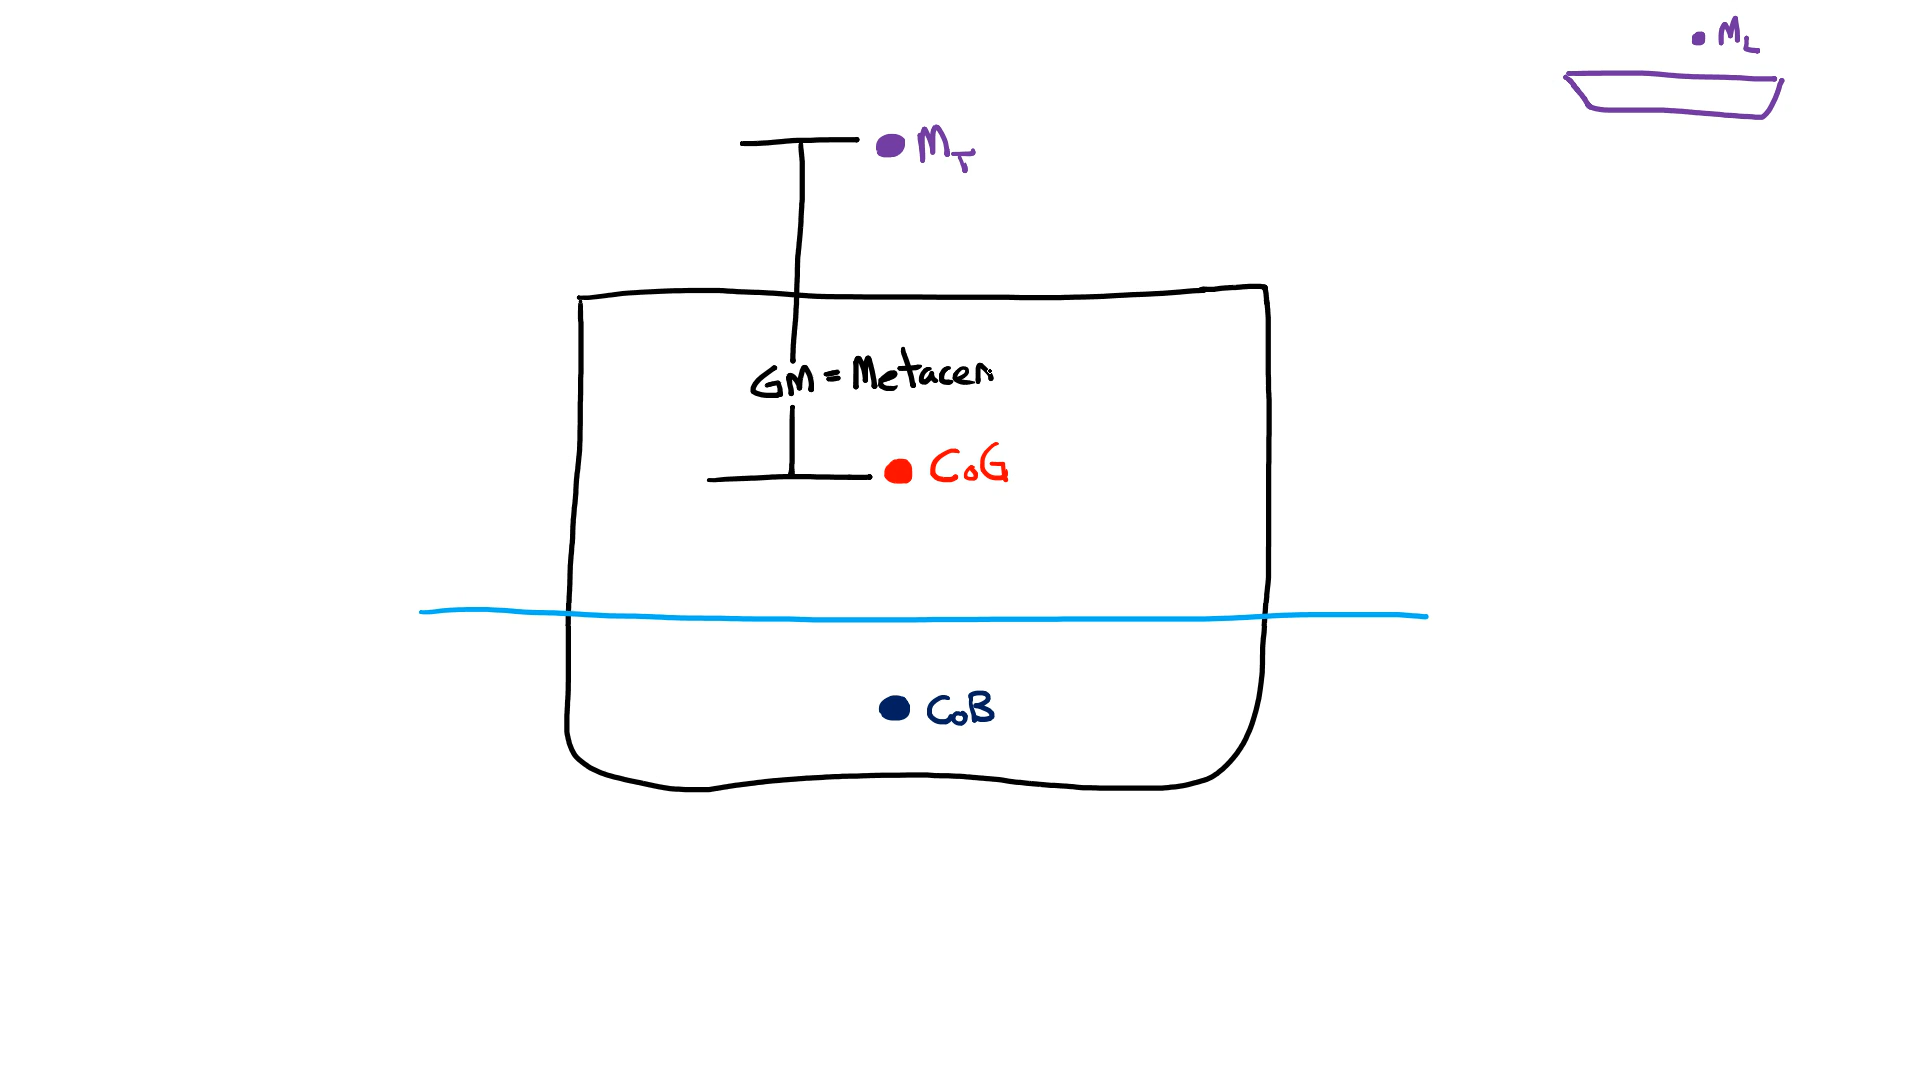 M_L
M_T
GM = Metacen
CoG
CoB